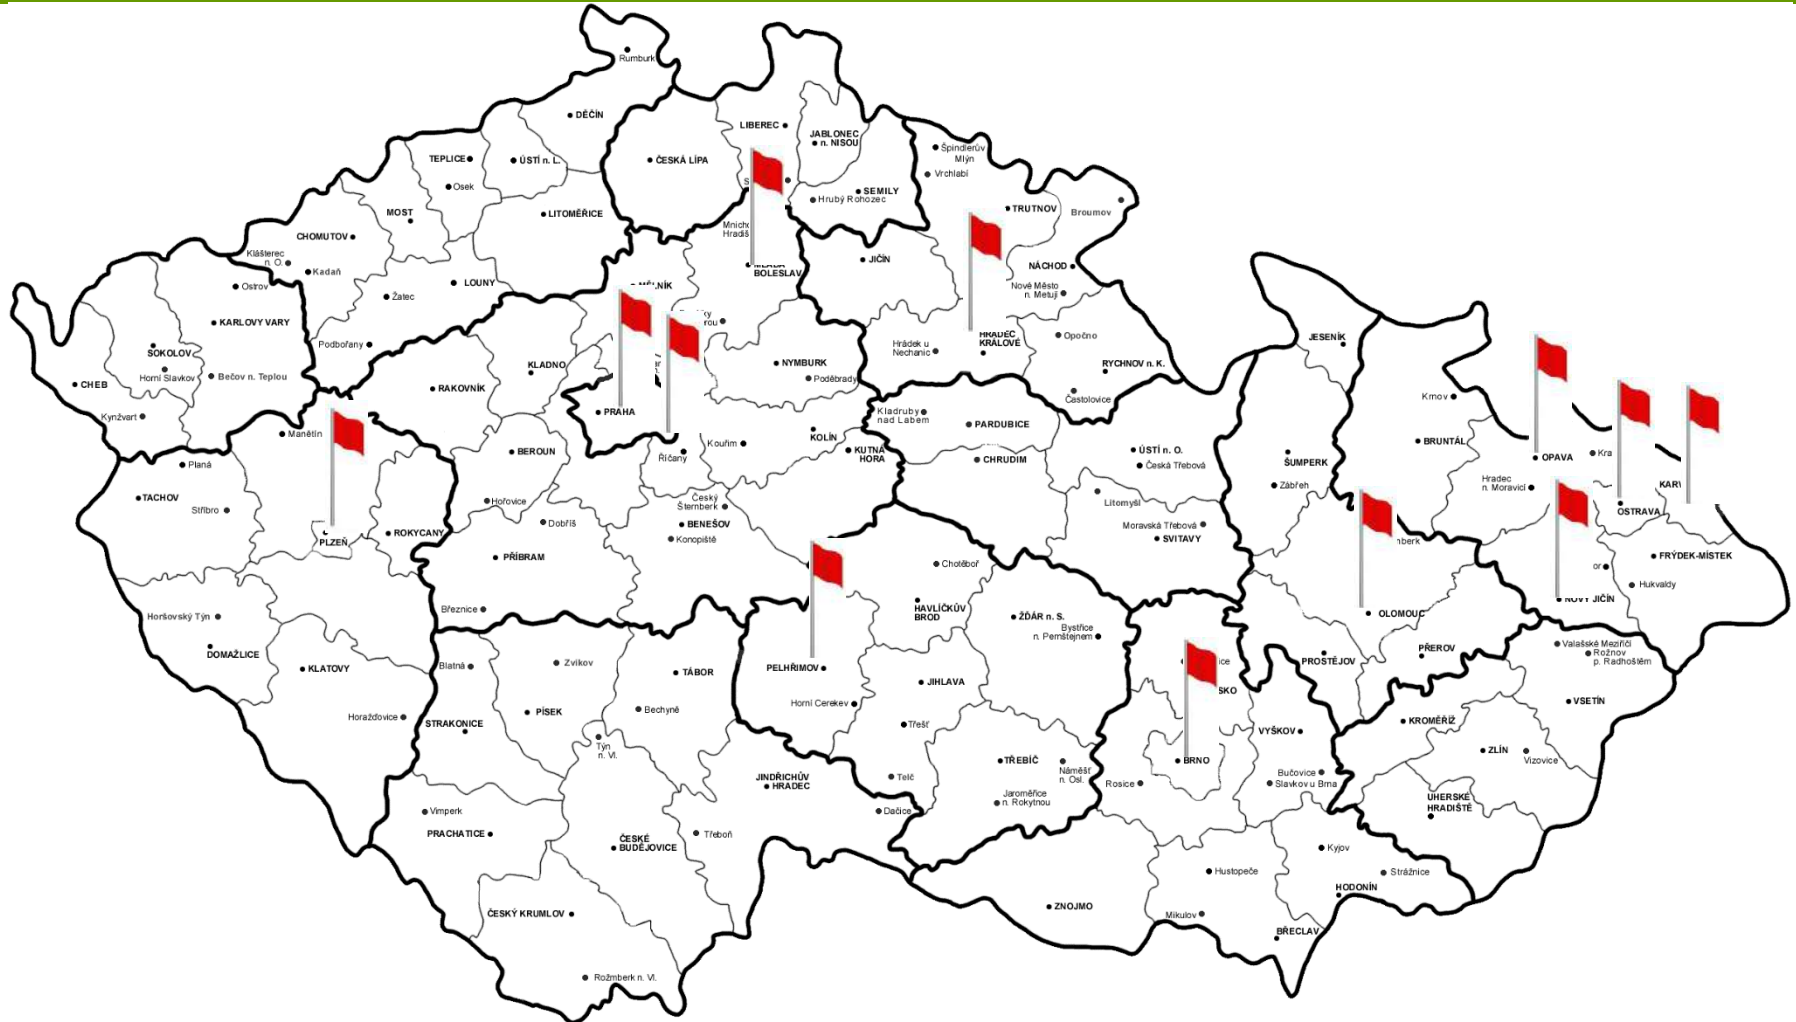 Rumburk
DĚČÍN
LIBEREC
JABLONEC
n. NISOU
TEPLICE
ÚSTÍ n. L.
ČESKÁ LÍPA
Špindlerův
Mlýn
Vrchlabí
Osek
SEMILY
Hrubý Rohozec
MOST
LITOMĚŘICE
TRUTNOV
Broumov
CHOMUTOV
Klášterec
n. O.
Kadaň
JIČÍN
NÁCHOD
BOLESLAV
Ostrov
LOUNY
Žatec
Nové Město
n. Metují
KARLOVY VARY
Podbořany
SOKOLOV
Horní Slavkov
Bečov n. Teplou
CHEB
Kynžvart
Hrádek u
Nechanic
HRADEC
KRÁLOVÉ
Opočno
RYCHNOV n. K.
Častolovice
JESENÍK
KLADNO
RAKOVNÍK
NYMBURK
Poděbrady
Krnov
PRAHA
Kladruby
nad Labem
PARDUBICE
Manětín
Kouřim
KOLÍN
KUTNÁ
HORA
BRUNTÁL
BEROUN
Říčany
CHRUDIM
ÚSTÍ n. O.
Česká Třebová
ŠUMPERK
OPAVA
Planá
TACHOV
Stříbro
Zábřeh
Hradec
n. Moravicí
Hořovice
Český
Šternberk
Litomyšl
OSTRAVA
Dobříš
BENEŠOV
Konopiště
Moravská Třebová
SVITAVY
PLZEŇ
ROKYCANY
PŘÍBRAM
FRÝDEK-MÍSTEK
Hukvaldy
Chotěboř
Březnice
HAVLÍČKŮV
BROD
ŽĎÁR n. S.
Bystřice
n. Pernštejnem
OLOMOUC
NOVÝ JIČÍN
Horšovský Týn
DOMAŽLICE
KLATOVY
Blatná
Zvíkov
TÁBOR
PELHŘIMOV
PROSTĚJOV
PŘEROV
Valašské Meziříčí
Rožnov
p. Radhoštěm
JIHLAVA
Horažďovice
STRAKONICE
PÍSEK
Bechyně
Horní Cerekev
Třešť
VSETÍN
KROMĚŘÍŽ
VYŠKOV
Týn
n. Vl.
ZLÍN
Vizovice
TŘEBÍČ
Náměšť
n. Osl.
BRNO
Rosice
Bučovice
Slavkov u Brna
JINDŘICHŮV
HRADEC
Telč
Dačice
Jaroměřice
n. Rokytnou
UHERSKÉ
HRADIŠTĚ
Vimperk
PRACHATICE
ČESKÉ
BUDĚJOVICE
Třeboň
Kyjov
Strážnice
Hustopeče
HODONÍN
ČESKÝ KRUMLOV
ZNOJMO
Mikulov
BŘECLAV
Rožmberk n. Vl.